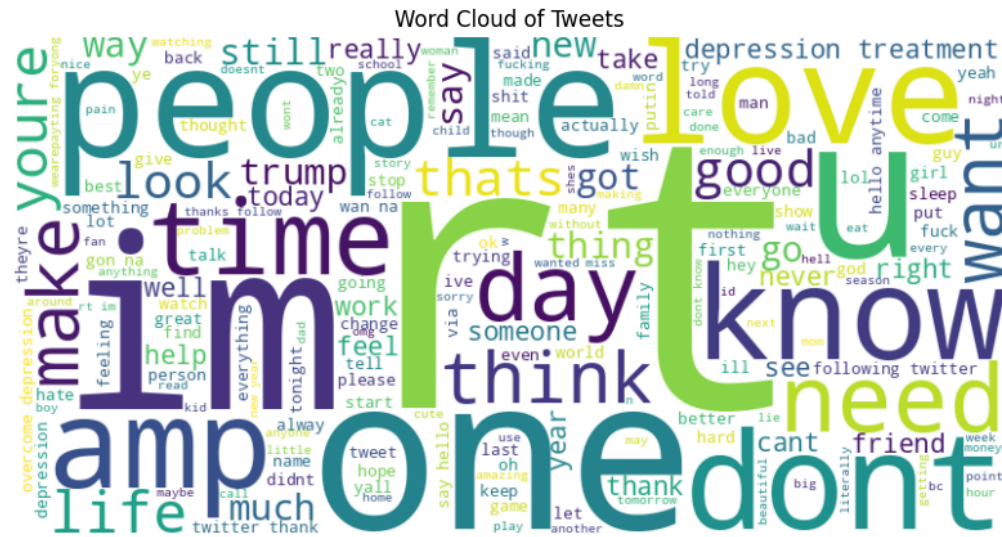 Word Cloud of Tweets
people
love
rt
im
u
one
know
dont
time
day
amp
need
think
want
make
life
youre
way
still
really
new
take
depression treatment
look
trump
today
thats
got
good
say
thing
go
never
right
see
following twitter
friend
cant
thank
year
much
twitter thank
help
well
work
feel
someone
watching
back
ye
nice
pain
wearepayting foryong
thought
doesnt
wont
two
already
school
cat
woman
remember
said
fucking
made
shit
mean
though
child
damn
word
actually
putin
try
long
told
care
done
man
yeah
night
come
bad
guy
girl
hello anytime
lol
sleep
put
fuck
eat
every
season
god
hell
id
wait
show
everyone
enough
live
wish
shes
making
story
stop
follow
wan na
many
without
ok
w
trying
wanted miss
ive
sorry
via
even
world
family
dont know
nothing
first
hey
ill
next
mom
better
lie
hard
may
tomorrow
big
beautiful
literally
getting
bc
week
money
point
hour
give
best
something
lot
thanks follow
fan
problem
talk
gon na
anything
theyre
around
rt im
watch
great
find
person
read
feeling
everything
new year
tonight
dad
kid
going
change
omg
tell
please
start
alway
cute
hate
boy
overcome depression
depression
anyone
little
name
didnt
maybe
call
tweet
hope
yall
home
say hello
use
last
oh
amazing
keep
game
play
let
another
n